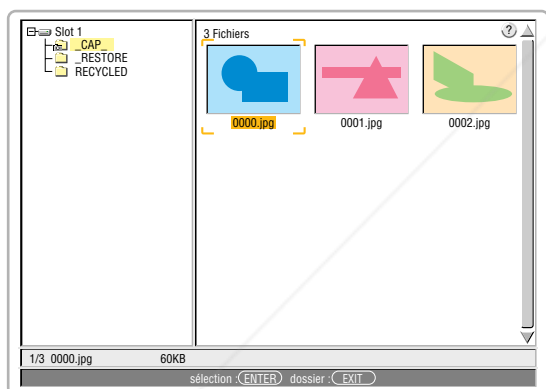 Slot 1
_CAP_
_RESTORE
RECYCLED
3 Fichiers
?
0000.jpg
0001.jpg
0002.jpg
1/3 0000.jpg 60KB
sélection : ENTER dossier : EXIT